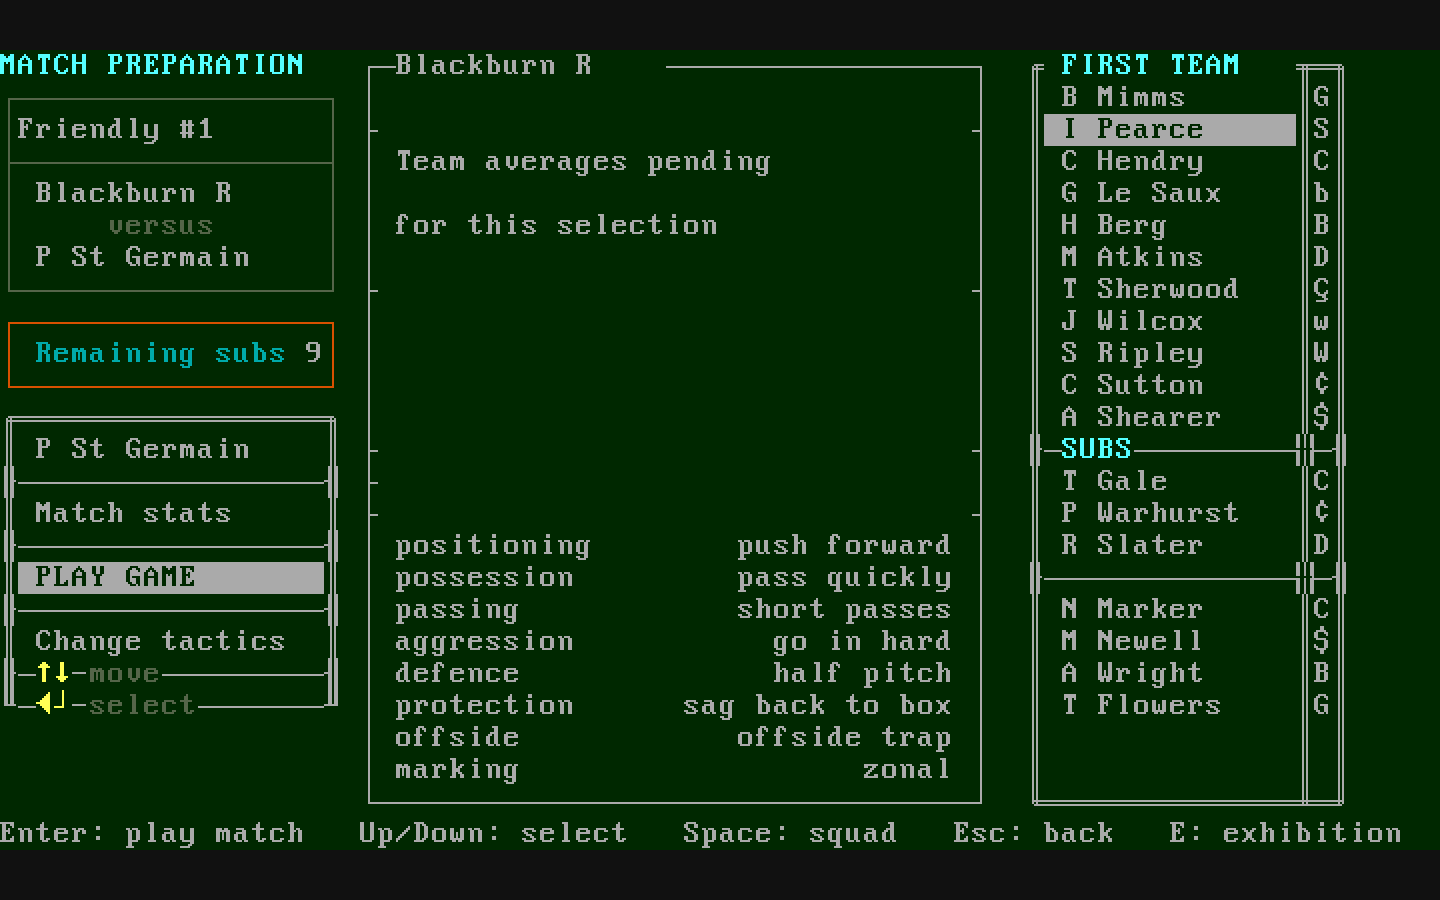 MATCH PREPARATION
Friendly #1
Blackburn R
versus
P St Germain
Remaining subs 9
P St Germain
Match stats
PLAY GAME
Change tactics
↑↓ move
◄┘ select
Blackburn R
Team averages pending
for this selection
positioning push forward
possession pass quickly
passing short passes
aggression go in hard
defence half pitch
protection sag back to box
offside offside trap
marking zonal
FIRST TEAM
B Mimms G
I Pearce S
C Hendry C
G Le Saux b
H Berg B
M Atkins D
T Sherwood Ç
J Wilcox w
S Ripley W
C Sutton ¢
A Shearer $
SUBS
T Gale C
P Warhurst ¢
R Slater D
N Marker C
M Newell $
A Wright B
T Flowers G
Enter: play match Up/Down: select Space: squad Esc: back E: exhibition